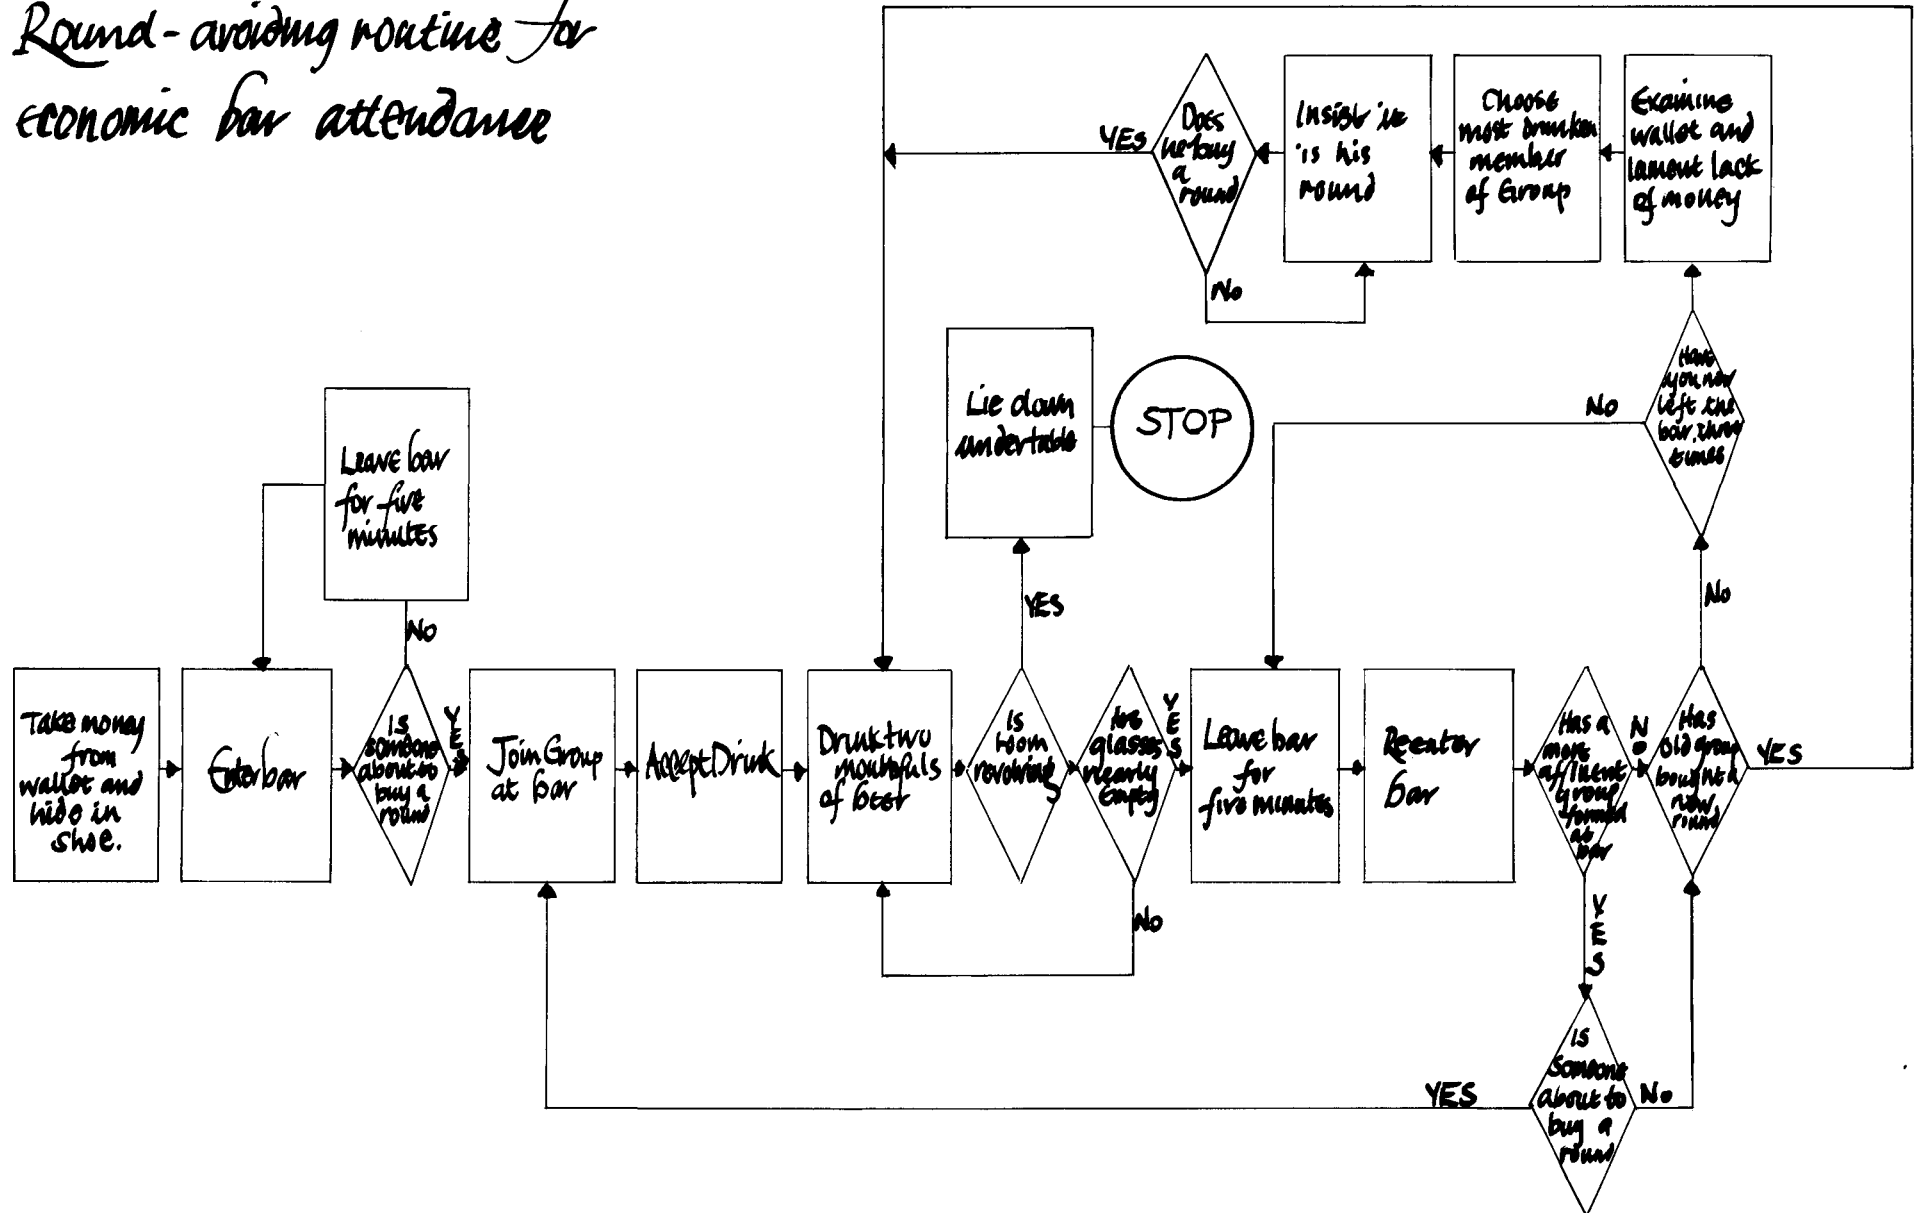 Round-avoiding routine for
economic bar attendance
Does
he buy
a
round
YES
No
Insist it
is his
round
Choose
most drunken
member
of Group
Examine
wallet and
lament lack
of money
Lie down
under table
STOP
Have
you now
left the
bar three
times
No
Leave bar
for five
minutes
No
YES
No
Take money
from
wallet and
hide in
shoe.
Enter bar
Is
someone
about to
buy a
round
YES
Join Group
at bar
Accept Drink
Drink two
mouthfuls
of beer
Is
room
revolving
Are
glasses
nearly
Empty
YES
No
Leave bar
for
five minutes
Reenter
bar
Has a
more
affluent
group
formed
at
bar
No
YES
Has
old group
bought a
new
round
YES
Is
Someone
about to
buy a
round
YES
No